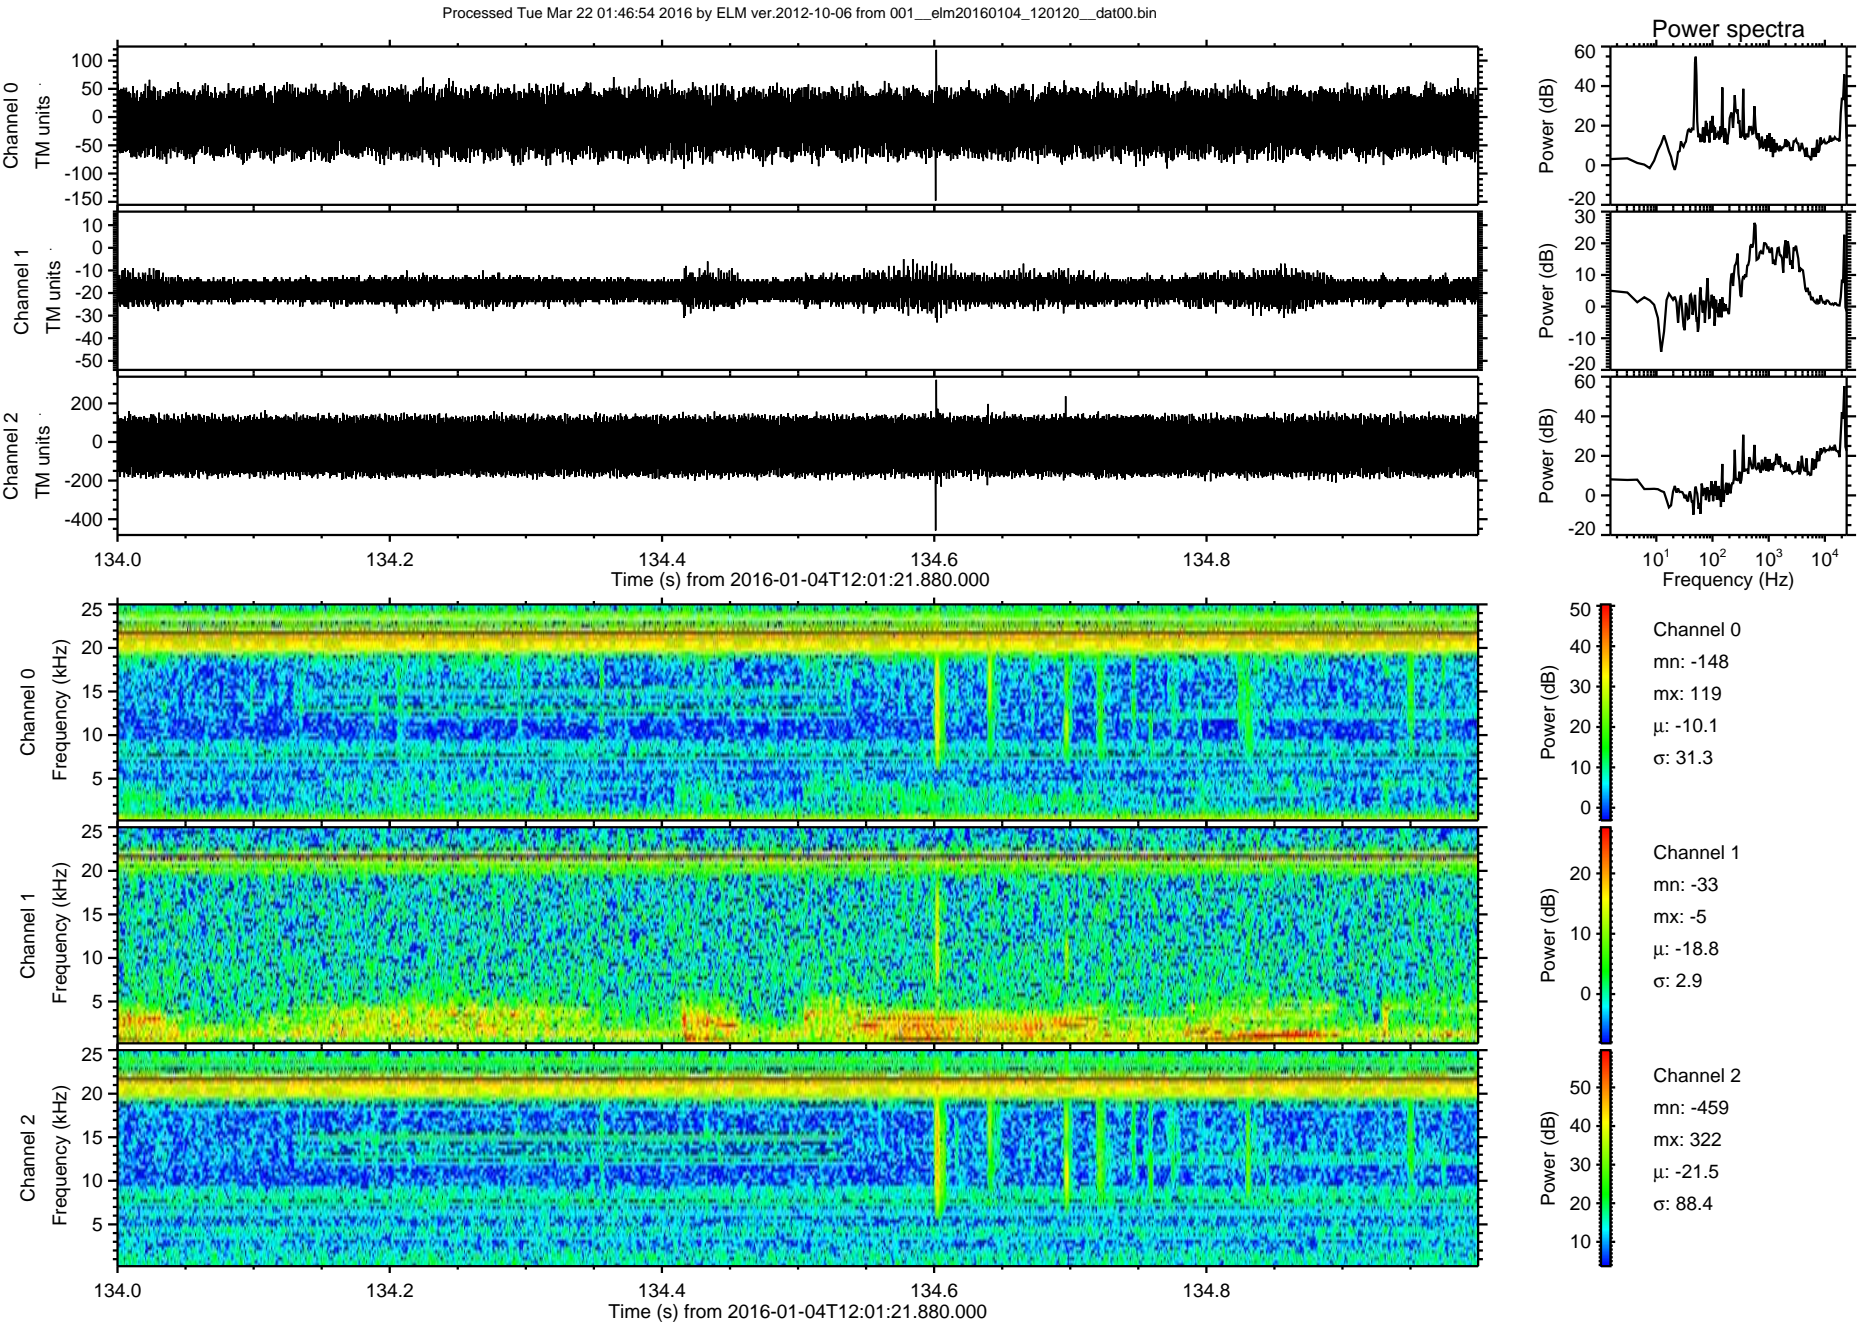 Processed Tue Mar 22 01:46:54 2016 by ELM ver.2012-10-06 from 001__elm20160104_120120__dat00.bin
Power spectra
Channel 0
TM units
100
50
0
-50
-100
-150
Power (dB)
60
40
20
0
-20
Channel 1
TM units
10
0
-10
-20
-30
-40
-50
Power (dB)
30
20
10
0
-10
-20
Channel 2
TM units
200
0
-200
-400
Power (dB)
60
40
20
0
-20
134.0 134.2 134.4 134.6 134.8
Time (s) from 2016-01-04T12:01:21.880.000
10¹ 10² 10³ 10⁴
Frequency (Hz)
Channel 0
Frequency (kHz)
25
20
15
10
5
Power (dB)
50
40
30
20
10
0
Channel 0
mn: -148
mx: 119
μ: -10.1
σ: 31.3
Channel 1
Frequency (kHz)
25
20
15
10
5
Power (dB)
20
10
0
Channel 1
mn: -33
mx: -5
μ: -18.8
σ: 2.9
Channel 2
Frequency (kHz)
25
20
15
10
5
Power (dB)
50
40
30
20
10
Channel 2
mn: -459
mx: 322
μ: -21.5
σ: 88.4
134.0 134.2 134.4 134.6 134.8
Time (s) from 2016-01-04T12:01:21.880.000